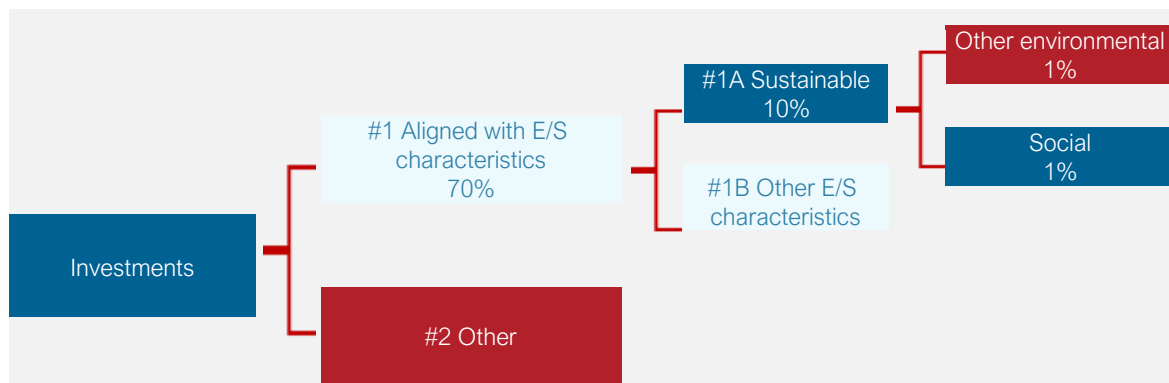 Investments
#1 Aligned with E/S
characteristics
70%
#2 Other
#1A Sustainable
10%
#1B Other E/S
characteristics
Other environmental
1%
Social
1%